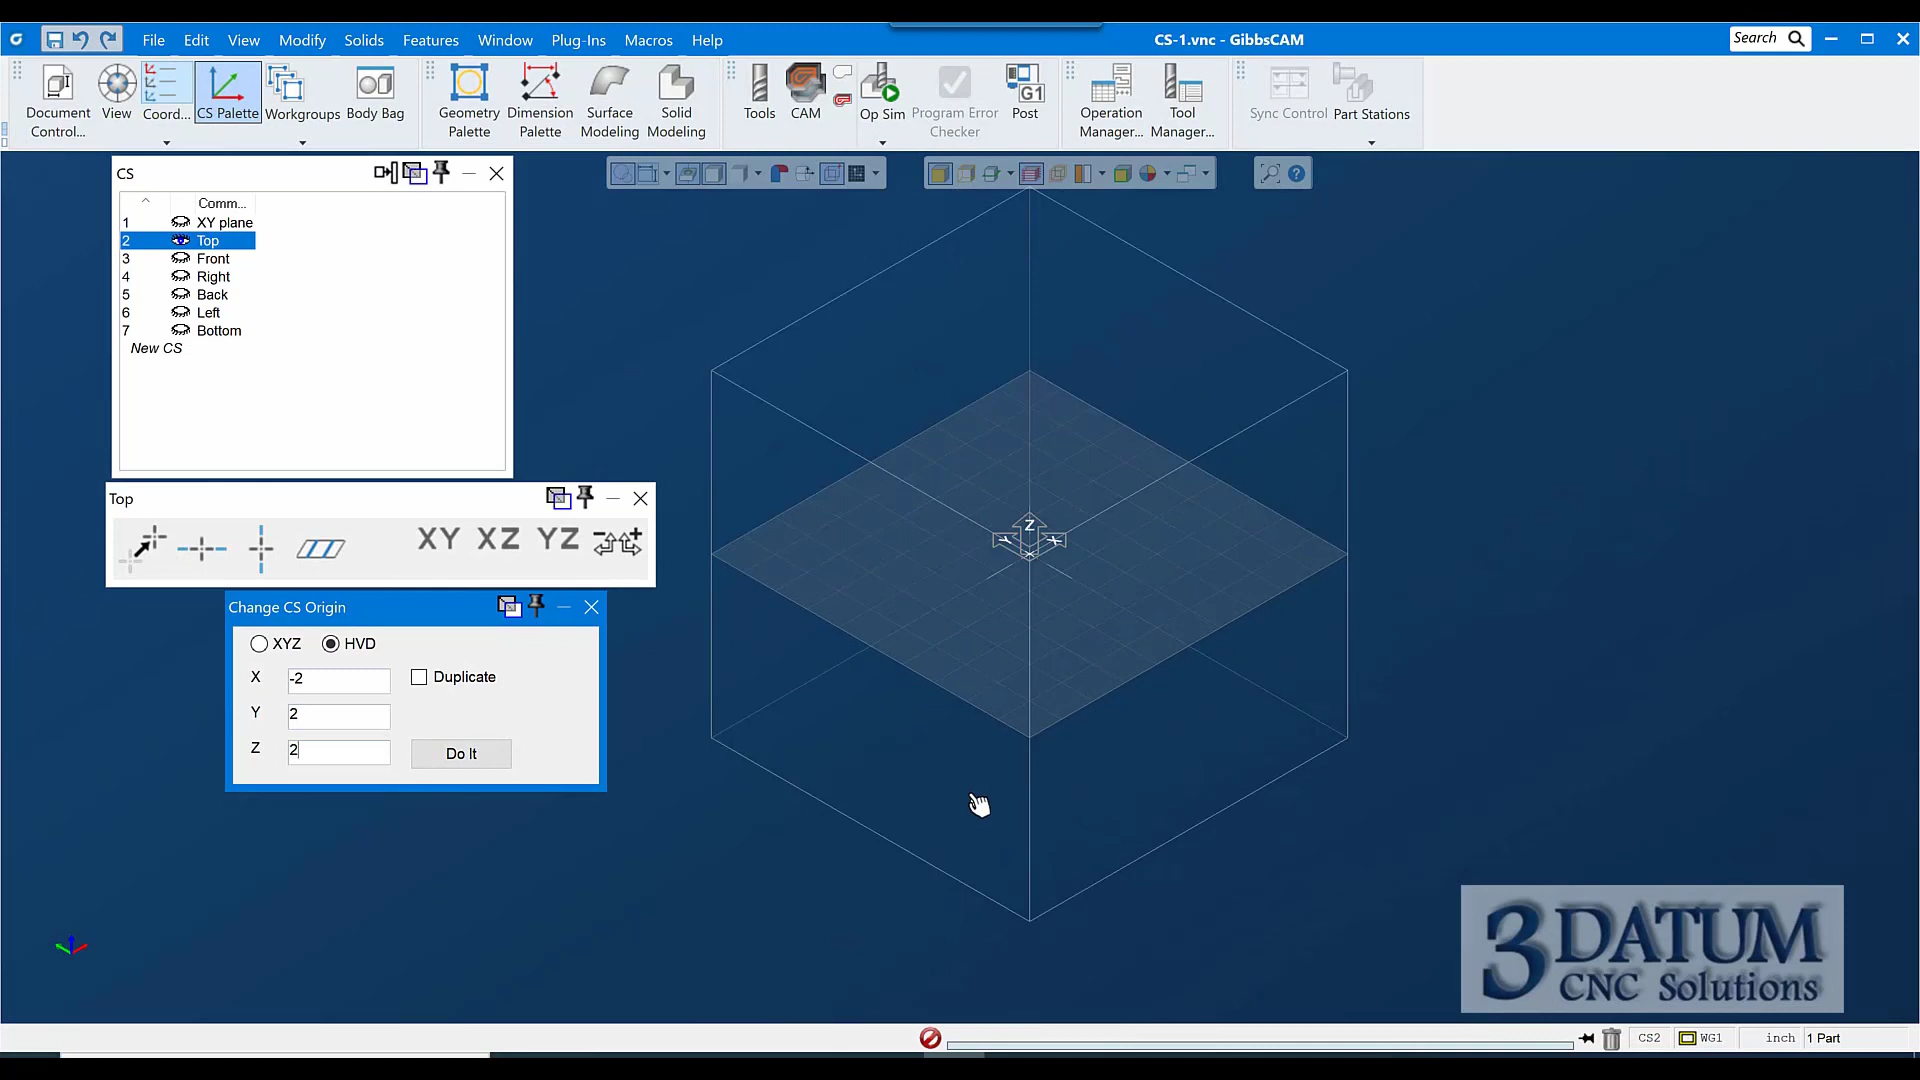 File Edit View Modify Solids Features Window Plug-Ins Macros Help
CS-1.vnc - GibbsCAM
Search
Document Control...
View
Coord...
CS Palette
Workgroups
Body Bag
Geometry Palette
Dimension Palette
Surface Modeling
Solid Modeling
Tools
CAM
Op Sim
Program Error Checker
G1
Post
Operation Manager...
Tool Manager...
Sync Control
Part Stations
CS
Comm...
1 XY plane
2 Top
3 Front
4 Right
5 Back
6 Left
7 Bottom
New CS
Top
XY XZ YZ
Change CS Origin
XYZ HVD
X -2 Duplicate
Y 2
Z 2 Do It
Z
Y X
3DATUM
CNC Solutions
CS2 WG1 inch 1 Part